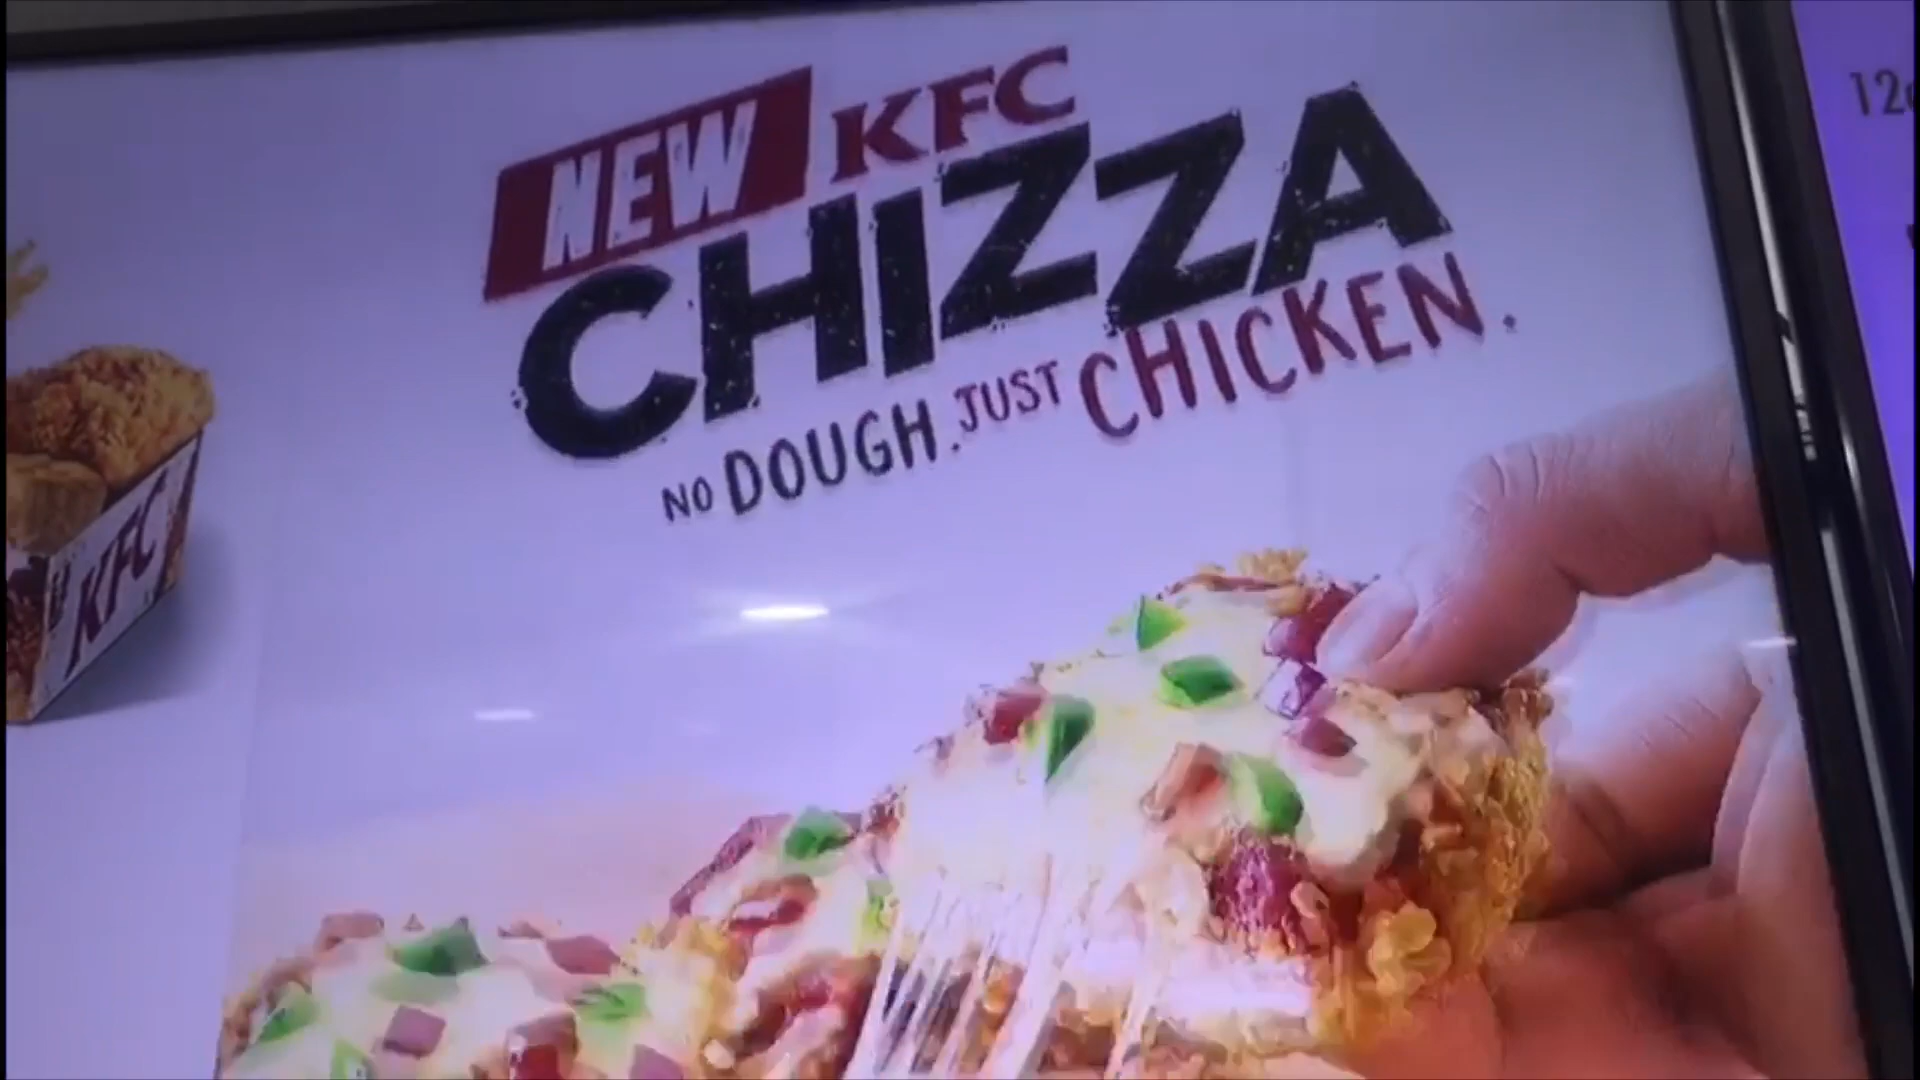 NEW KFC
CHIZZA
NO DOUGH. JUST CHICKEN.
KFC